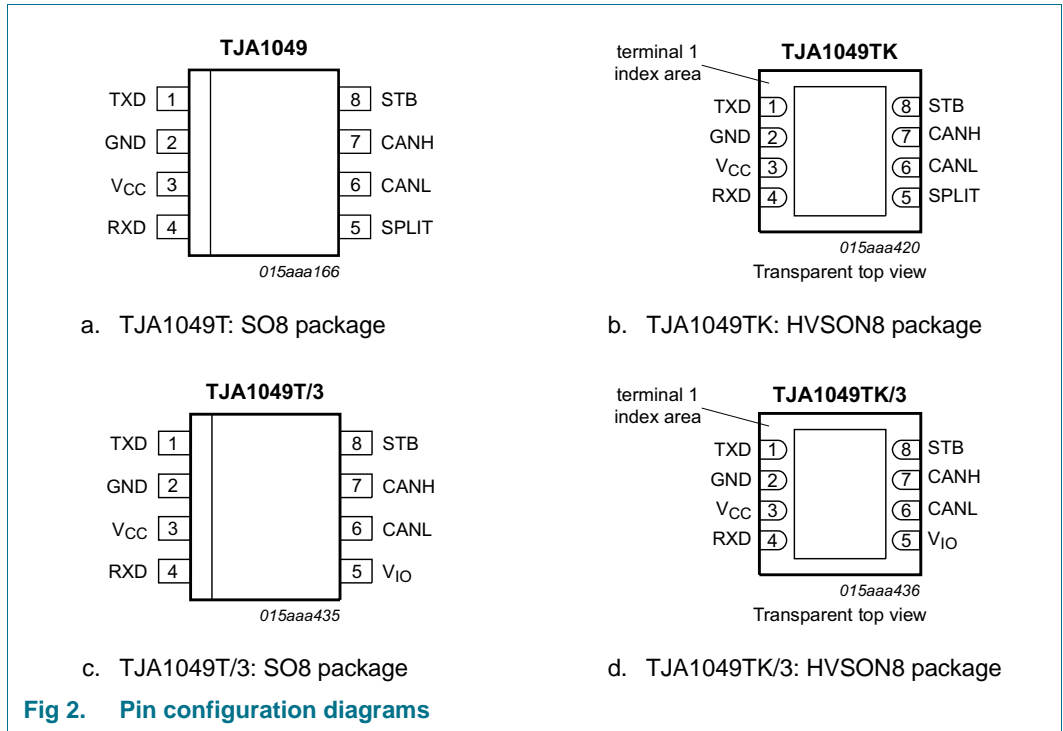 TJA1049
TXD 1
GND 2
VCC 3
RXD 4
8 STB
7 CANH
6 CANL
5 SPLIT
015aaa166
a. TJA1049T: SO8 package
terminal 1
index area
TJA1049TK
TXD 1
GND 2
VCC 3
RXD 4
8 STB
7 CANH
6 CANL
5 SPLIT
015aaa420
Transparent top view
b. TJA1049TK: HVSON8 package
TJA1049T/3
TXD 1
GND 2
VCC 3
RXD 4
8 STB
7 CANH
6 CANL
5 VIO
015aaa435
c. TJA1049T/3: SO8 package
terminal 1
index area
TJA1049TK/3
TXD 1
GND 2
VCC 3
RXD 4
8 STB
7 CANH
6 CANL
5 VIO
015aaa436
Transparent top view
d. TJA1049TK/3: HVSON8 package
Fig 2. Pin configuration diagrams